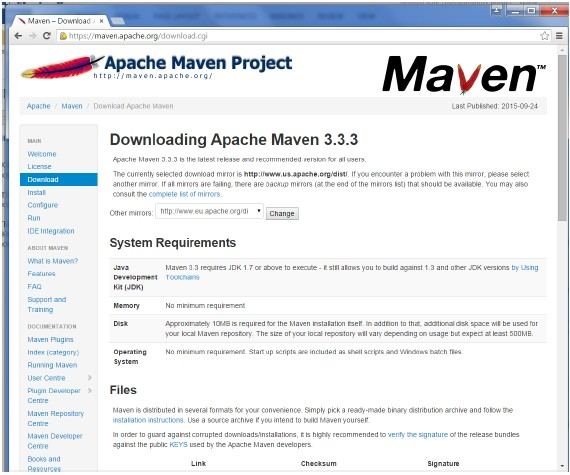 Maven – Download A
https://maven.apache.org/download.cgi
Apache Maven Project
http://maven.apache.org/
Maven™
Apache / Maven / Download Apache Maven
Last Published: 2015-09-24
MAIN
Welcome
License
Download
Install
Configure
Run
IDE Integration
ABOUT MAVEN
What is Maven?
Features
FAQ
Support and
Training
DOCUMENTATION
Maven Plugins
Index (category)
Running Maven
User Centre
Plugin Developer
Centre
Maven Repository
Centre
Maven Developer
Centre
Books and
Resources
Downloading Apache Maven 3.3.3
Apache Maven 3.3.3 is the latest release and recommended version for all users.
The currently selected download mirror is http://www.us.apache.org/dist/. If you encounter a problem with this mirror, please select
another mirror. If all mirrors are failing, there are backup mirrors (at the end of the mirrors list) that should be available. You may also
consult the complete list of mirrors.
Other mirrors: http://www.eu.apache.org/di Change
System Requirements
Java Maven 3.3 requires JDK 1.7 or above to execute - it still allows you to build against 1.3 and other JDK versions by Using
Development Toolchains
Kit (JDK)
Memory No minimum requirement
Disk Approximately 10MB is required for the Maven installation itself. In addition to that, additional disk space will be used for
your local Maven repository. The size of your local repository will vary depending on usage but expect at least 500MB.
Operating No minimum requirement. Start up scripts are included as shell scripts and Windows batch files.
System
Files
Maven is distributed in several formats for your convenience. Simply pick a ready-made binary distribution archive and follow the
installation instructions. Use a source archive if you intend to build Maven yourself.
In order to guard against corrupted downloads/installations, it is highly recommended to verify the signature of the release bundles
against the public KEYS used by the Apache Maven developers.
Link Checksum Signature